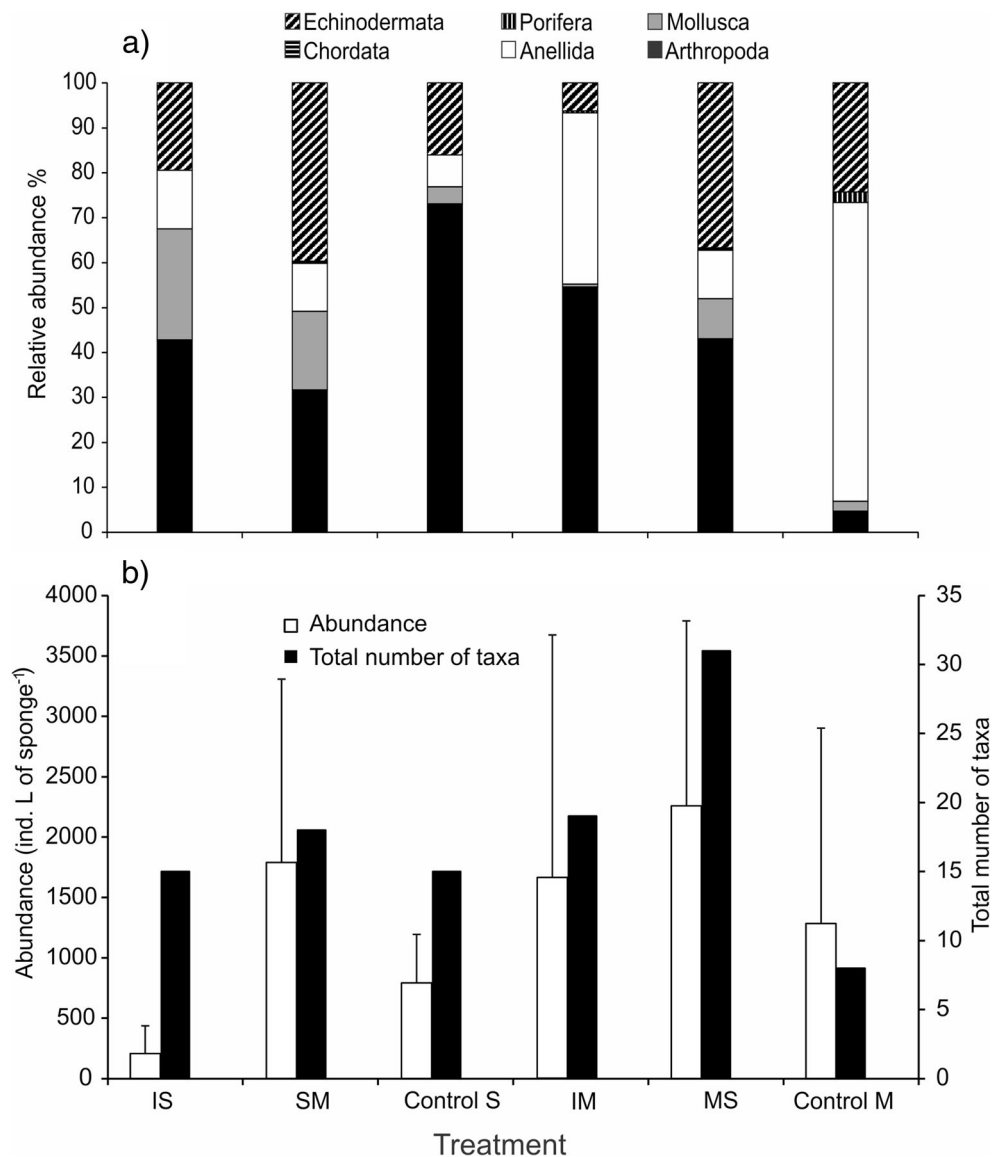 a)
Echinodermata Porifera Mollusca
Chordata Anellida Arthropoda
Relative abundance %
100
90
80
70
60
50
40
30
20
10
0
b)
Abundance
Total number of taxa
Abundance (ind. L of sponge⁻¹)
4000
3500
3000
2500
2000
1500
1000
500
0
35
30
25
20
15
10
5
0
Total mumber of taxa
IS SM Control S IM MS Control M
Treatment